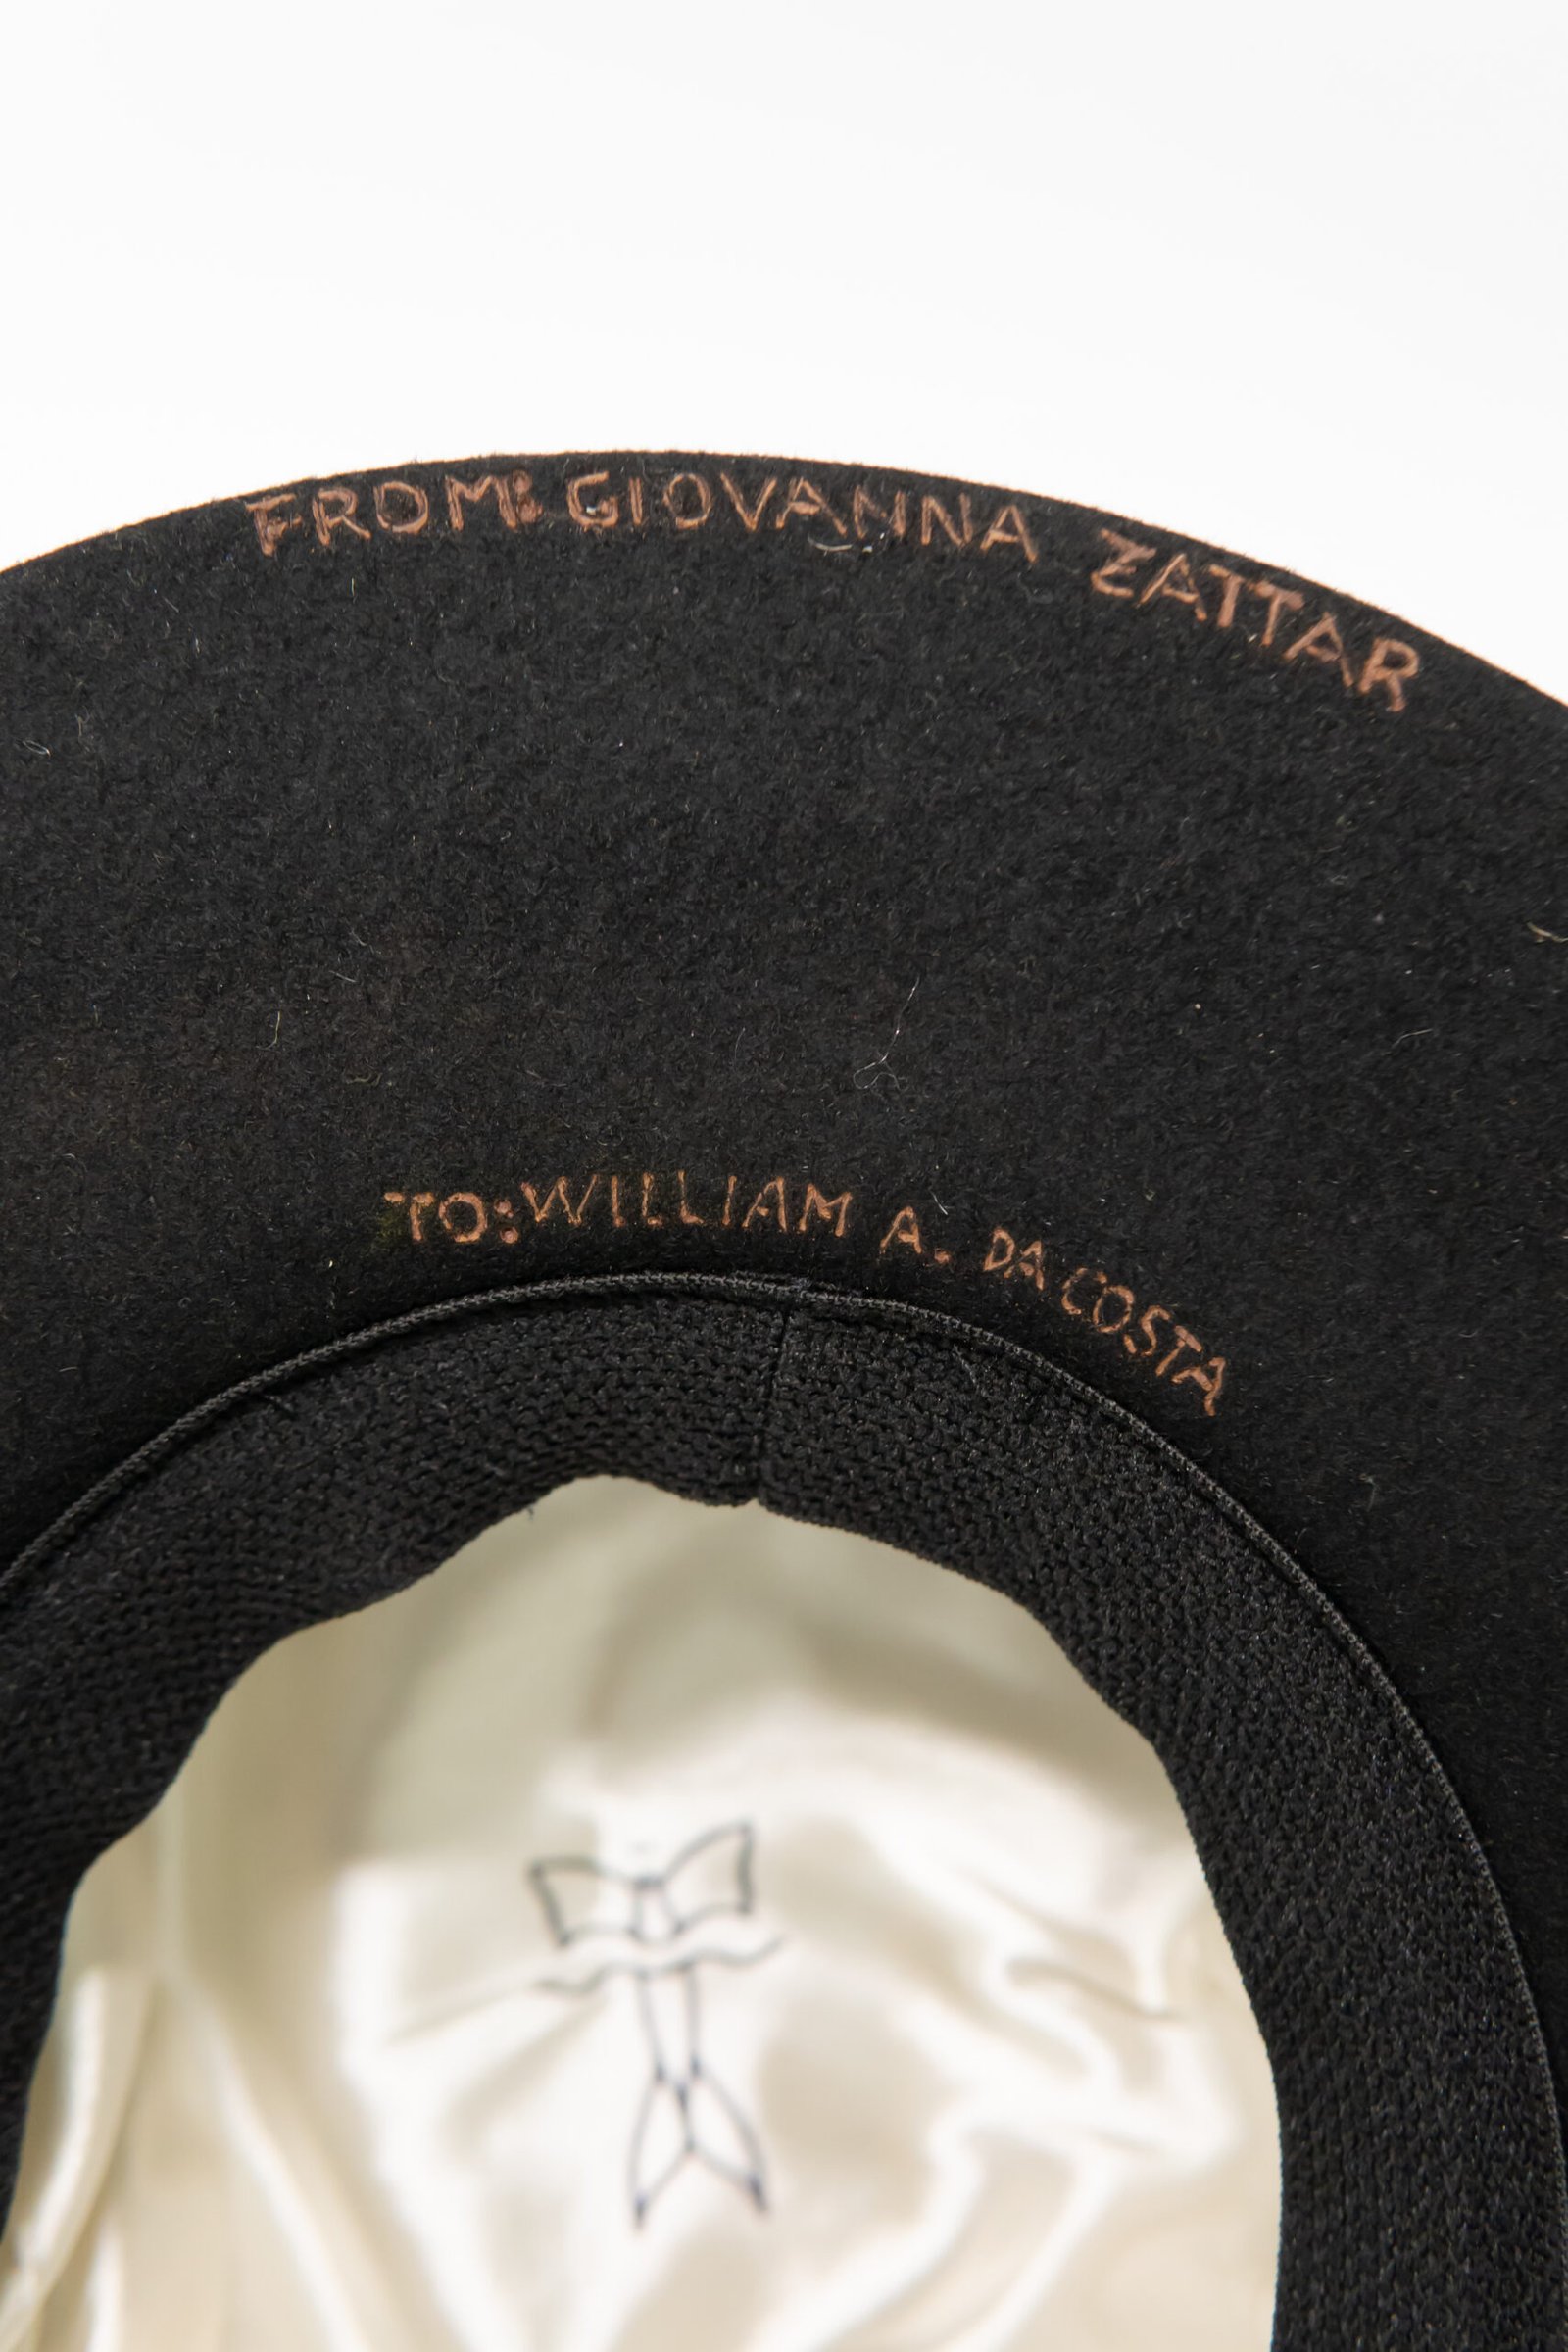 FROM: GIOVANNA ZATTAR
TO: WILLIAM A. DA COSTA